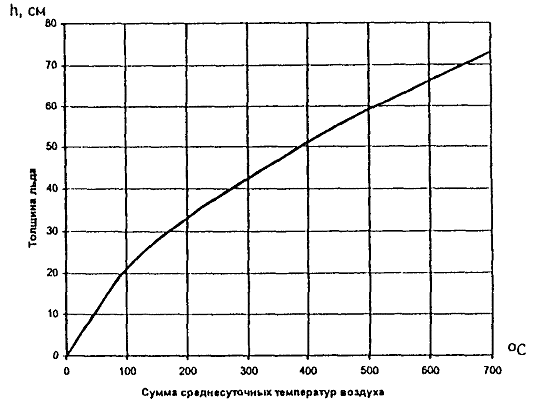 h, см
80
70
60
50
40
30
20
10
0
Толщина льда
0 100 200 300 400 500 600 700
ºC
Сумма среднесуточных температур воздуха